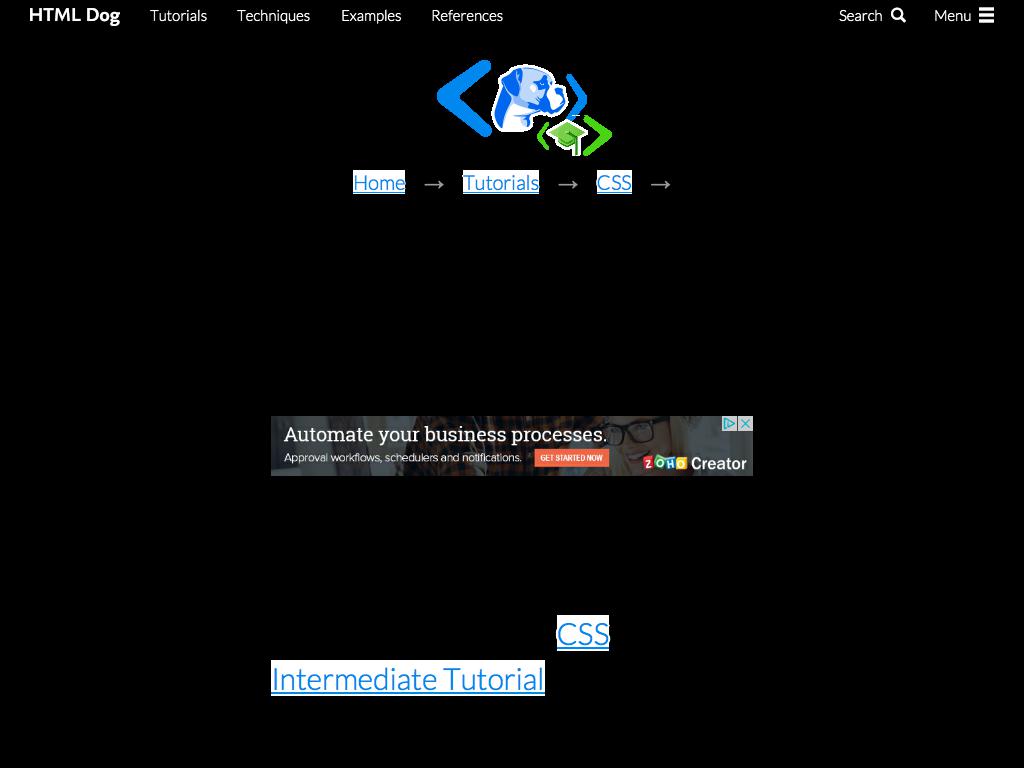 HTML Dog Tutorials Techniques Examples References Search Menu
Home → Tutorials → CSS →
Automate your business processes.
Approval workflows, schedulers and notifications. GET STARTED NOW ZOHO Creator
CSS
Intermediate Tutorial